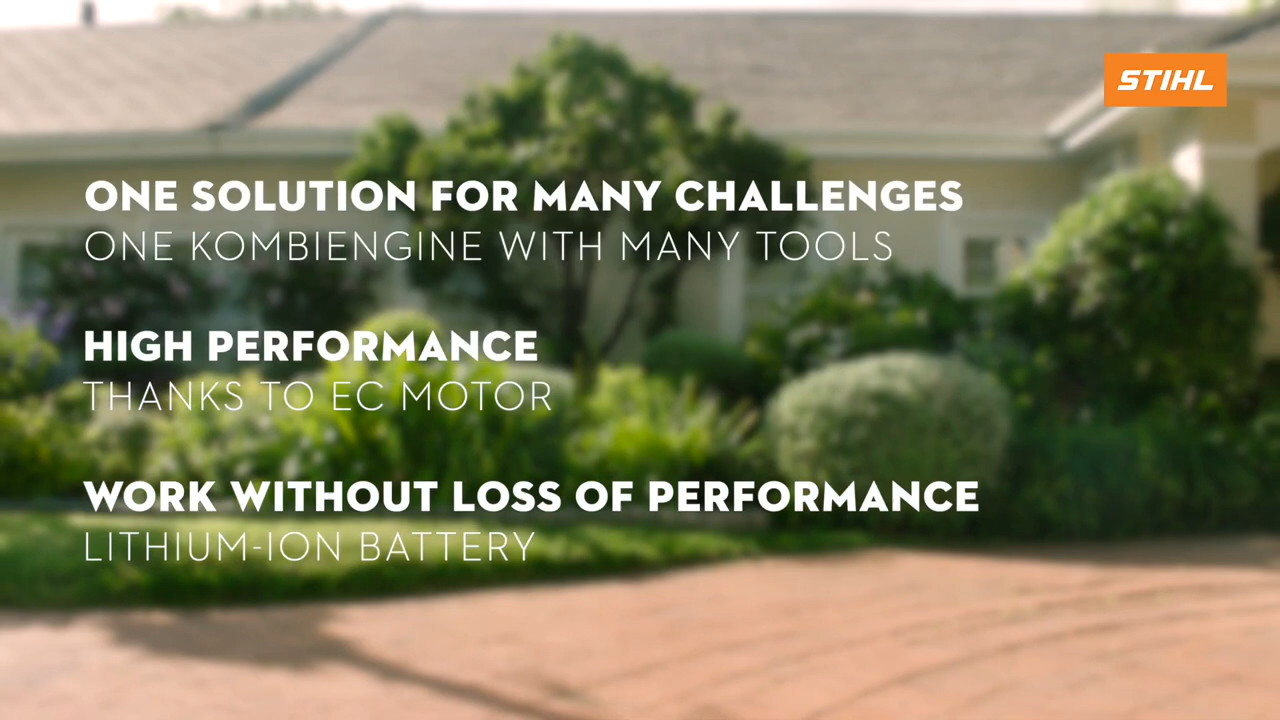 STIHL
ONE SOLUTION FOR MANY CHALLENGES
ONE KOMBIENGINE WITH MANY TOOLS
HIGH PERFORMANCE
THANKS TO EC MOTOR
WORK WITHOUT LOSS OF PERFORMANCE
LITHIUM-ION BATTERY